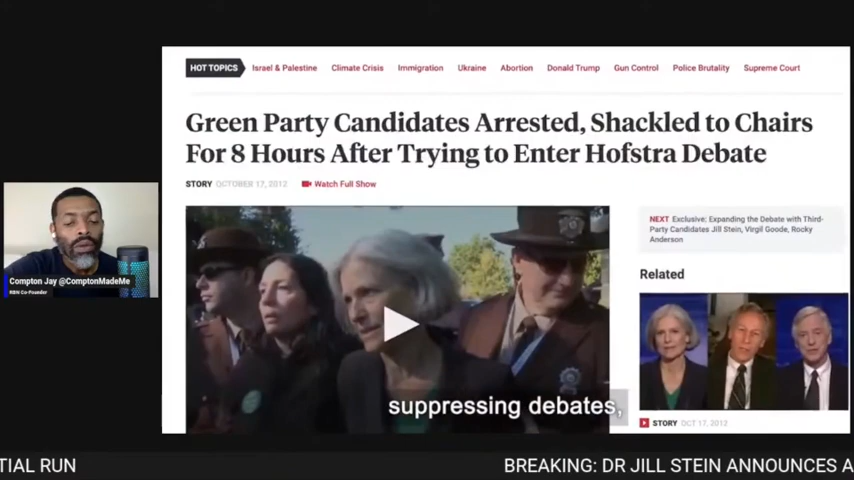 HOT TOPICS Israel & Palestine Climate Crisis Immigration Ukraine Abortion Donald Trump Gun Control Police Brutality Supreme Court
Green Party Candidates Arrested, Shackled to Chairs
For 8 Hours After Trying to Enter Hofstra Debate
STORY OCTOBER 17, 2012 Watch Full Show
NEXT Exclusive: Expanding the Debate with Third-
Party Candidates Jill Stein, Virgil Goode, Rocky
Anderson
Related
STORY OCT 17, 2012
Compton Jay @ComptonMadeMe
RBN Co-Founder
suppressing debates,
TIAL RUN
BREAKING: DR JILL STEIN ANNOUNCES A